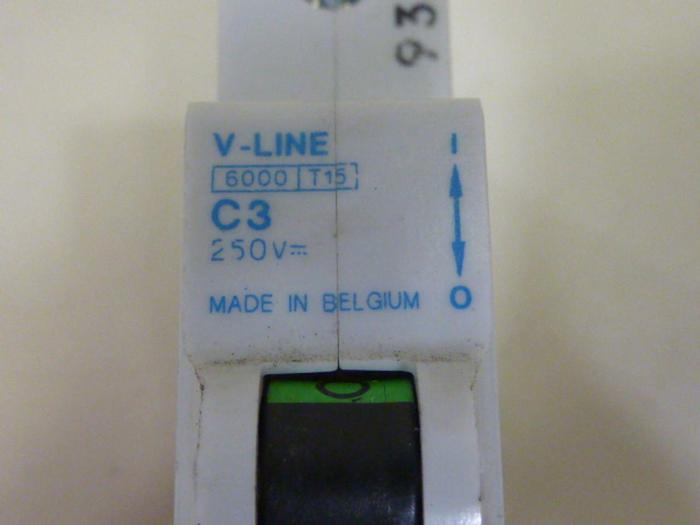 93
V-LINE I
6000 T15
C3
250V⎓
MADE IN BELGIUM O
O